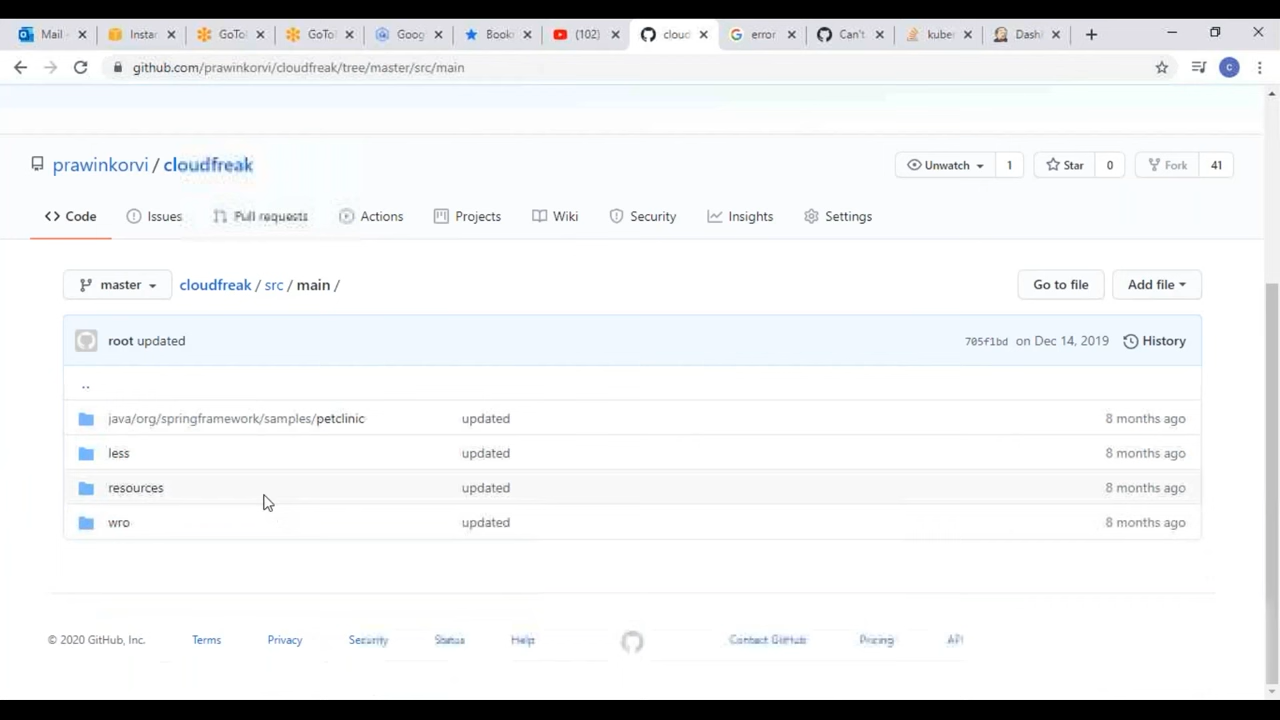 Mail
Instan
GoTo
GoTo
Goog
Book
(102)
cloud
error
Can't
kube
Dash
github.com/prawinkorvi/cloudfreak/tree/master/src/main
C
prawinkorvi / cloudfreak
Unwatch 1
Star 0
Fork 41
Code
Issues
Pull requests
Actions
Projects
Wiki
Security
Insights
Settings
master
cloudfreak / src / main /
Go to file
Add file
root updated
705f1bd on Dec 14, 2019
History
..
java/org/springframework/samples/petclinic updated 8 months ago
less updated 8 months ago
resources updated 8 months ago
wro updated 8 months ago
© 2020 GitHub, Inc.
Terms
Privacy
Security
Status
Help
Contact GitHub
Pricing
API